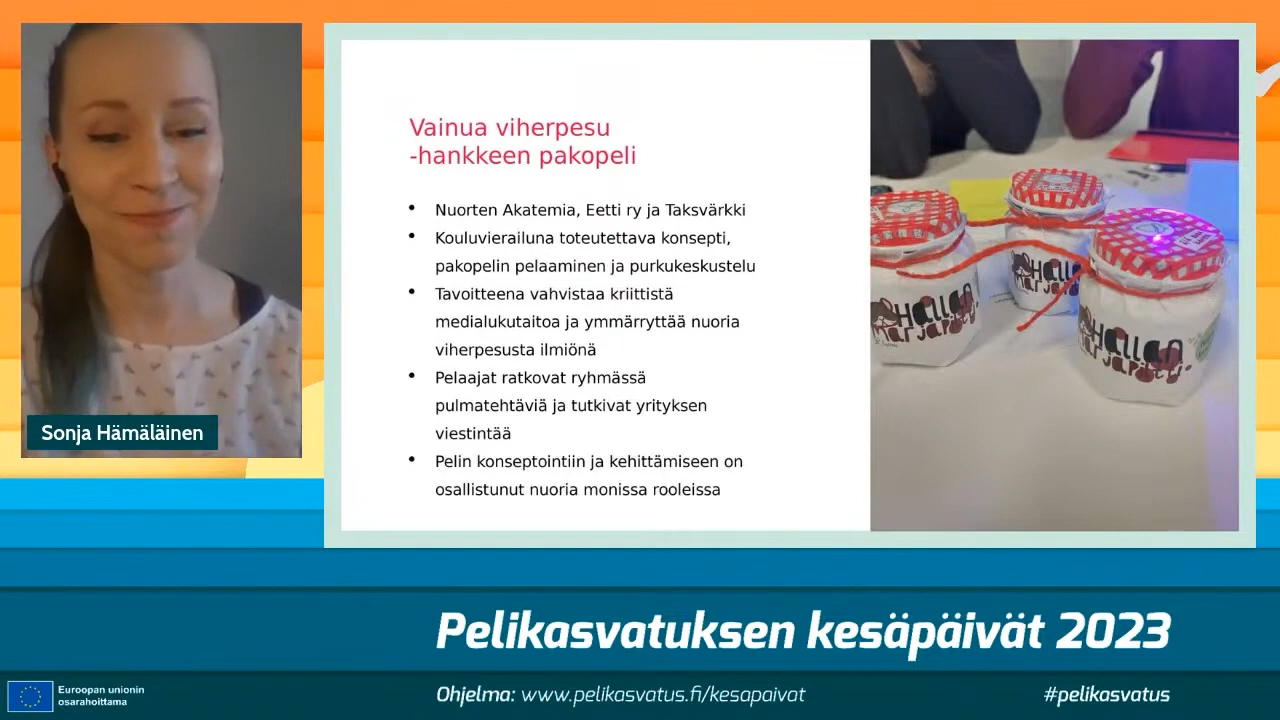 Sonja Hämäläinen
Vainua viherpesu
-hankkeen pakopeli
• Nuorten Akatemia, Eetti ry ja Taksvärkki
• Kouluvierailuna toteutettava konsepti,
pakopelin pelaaminen ja purkukeskustelu
• Tavoitteena vahvistaa kriittistä
medialukutaitoa ja ymmärryttää nuoria
viherpesusta ilmiönä
• Pelaajat ratkovat ryhmässä
pulmatehtäviä ja tutkivat yrityksen
viestintää
• Pelin konseptointiin ja kehittämiseen on
osallistunut nuoria monissa rooleissa
Hallan
Marjapojat
Pelikasvatuksen kesäpäivät 2023
Euroopan unionin
osarahoittama
Ohjelma: www.pelikasvatus.fi/kesapaivat
#pelikasvatus